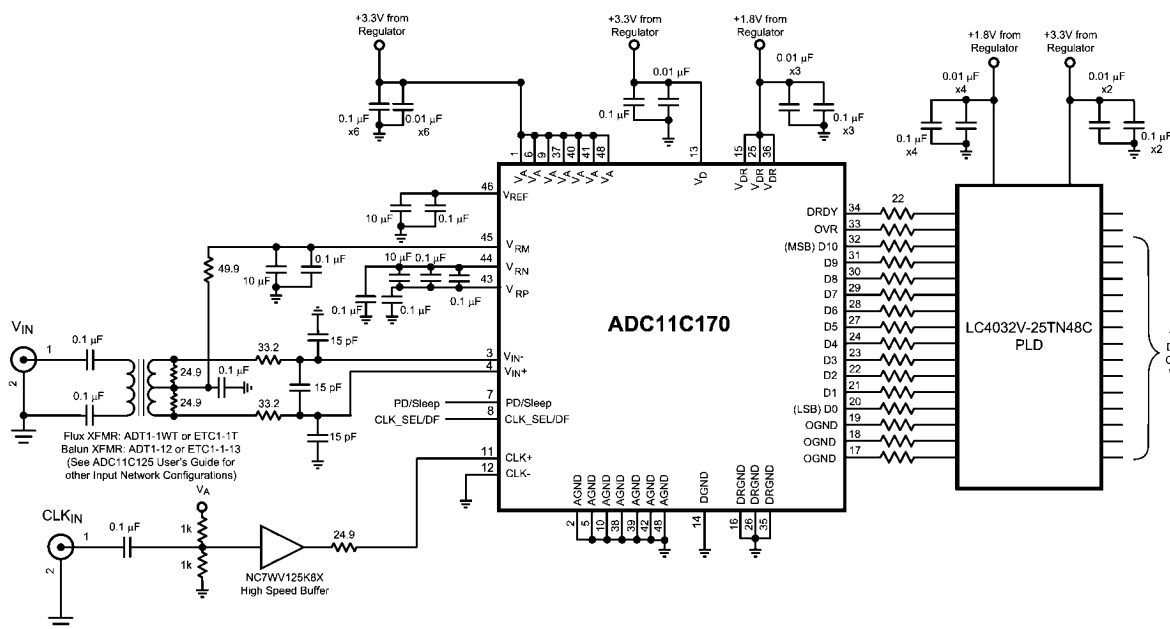 +3.3V from
Regulator
+3.3V from
Regulator
+1.8V from
Regulator
+1.8V from
Regulator
+3.3V from
Regulator
0.1 µF
x6
0.01 µF
x6
0.01 µF
0.1 µF
0.01 µF
x3
0.1 µF
x3
0.01 µF
x4
0.1 µF
x4
0.01 µF
x2
0.1 µF
x2
1
6
9
37
40
41
48
13
15
25
36
VA
VA
VA
VA
VA
VA
VA
VD
VDR
VDR
VDR
46
VREF
10 µF
0.1 µF
45
VRM
49.9
10 µF
0.1 µF
44
VRN
43
VRP
10 µF
0.1 µF
0.1 µF
0.1 µF
0.1 µF
ADC11C170
VIN
1
2
0.1 µF
0.1 µF
24.9
24.9
0.1 µF
33.2
33.2
15 pF
15 pF
15 pF
3
VIN-
4
VIN+
7
PD/Sleep
PD/Sleep
8
CLK_SEL/DF
CLK_SEL/DF
11
CLK+
12
CLK-
Flux XFMR: ADT1-1WT or ETC1-1T
Balun XFMR: ADT1-12 or ETC1-1-13
(See ADC11C125 User's Guide for
other Input Network Configurations)
VA
CLKIN
1
2
0.1 µF
1k
1k
24.9
NC7WV125K8X
High Speed Buffer
AGND
AGND
AGND
AGND
AGND
AGND
AGND
DGND
DRGND
DRGND
DRGND
2
5
10
38
39
42
48
14
16
26
35
22
DRDY 34
OVR 33
(MSB) D10 32
D9 31
D8 30
D7 29
D6 28
D5 27
D4 24
D3 23
D2 22
D1 21
(LSB) D0 20
OGND 19
OGND 18
OGND 17
LC4032V-25TN48C
PLD